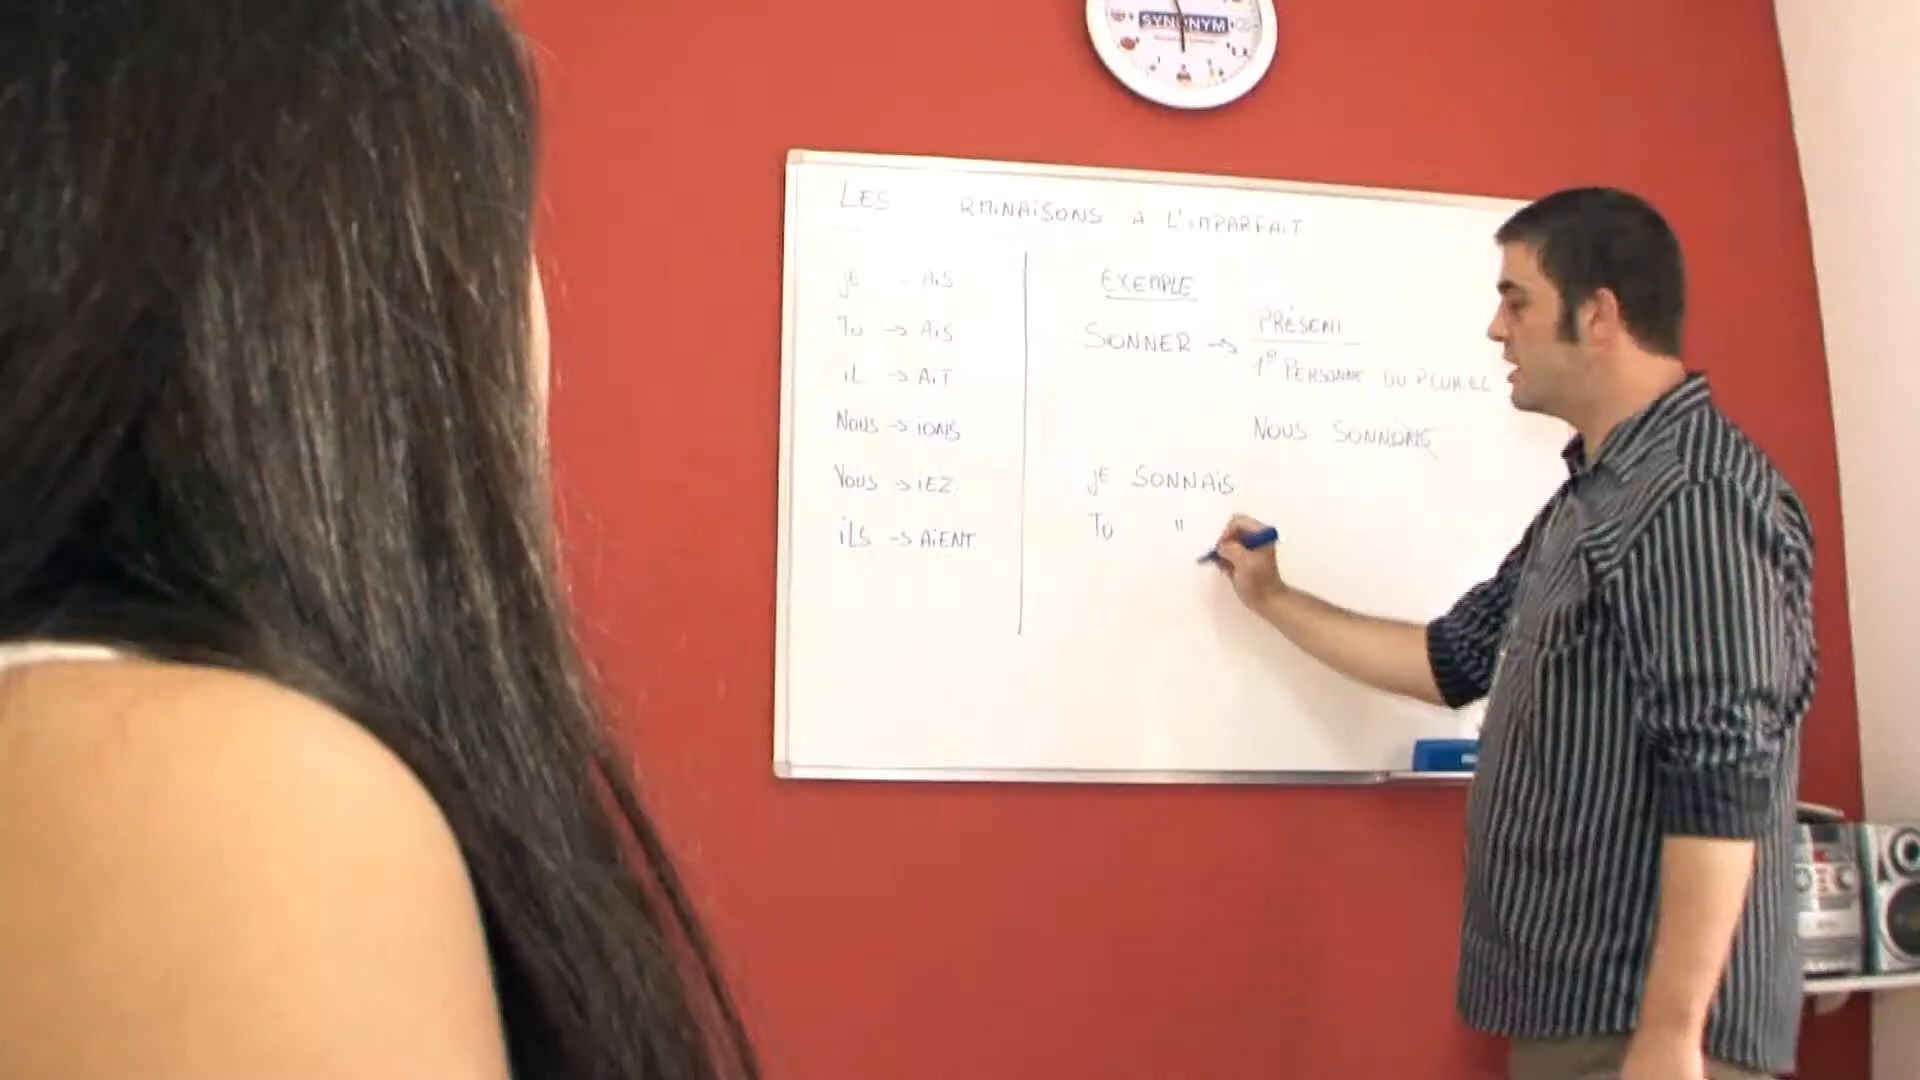 SYNONYM
LES RMiNAiSONS À L'iMPARFAiT
jE - AiS
TU -> AiS
iL -> AiT
NOUS -> iONS
VOUS -> iEZ
iLS -> AiENT
EXEMPLE
SONNER -> PRÉSENT
1º PERSONNE DU PLURIEL
NOUS SONNONS
jE SONNAiS
TU "